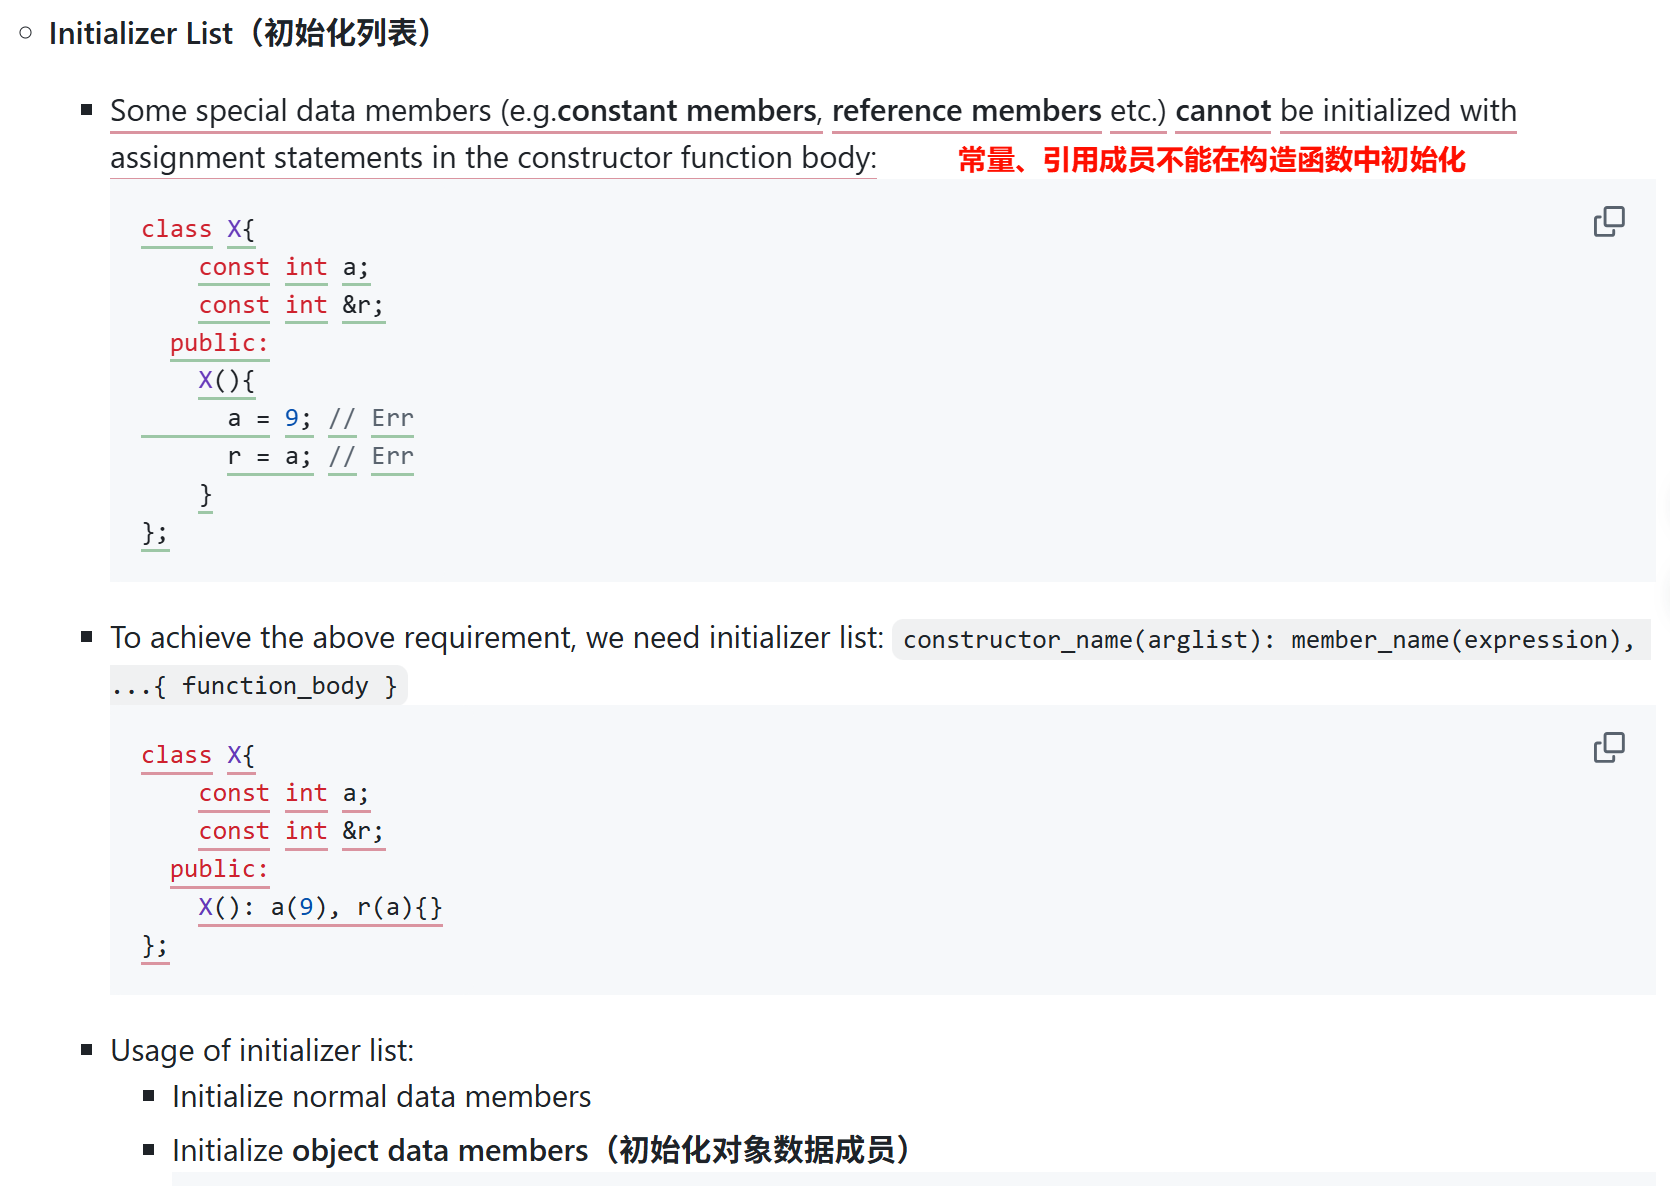 Initializer List（初始化列表）
Some special data members (e.g.constant members, reference members etc.) cannot be initialized with
assignment statements in the constructor function body:
常量、引用成员不能在构造函数中初始化
class X{
    const int a;
    const int &r;
  public:
    X(){
      a = 9; // Err
      r = a; // Err
    }
};
To achieve the above requirement, we need initializer list: constructor_name(arglist): member_name(expression),
...{ function_body }
class X{
    const int a;
    const int &r;
  public:
    X(): a(9), r(a){}
};
Usage of initializer list:
Initialize normal data members
Initialize object data members（初始化对象数据成员）